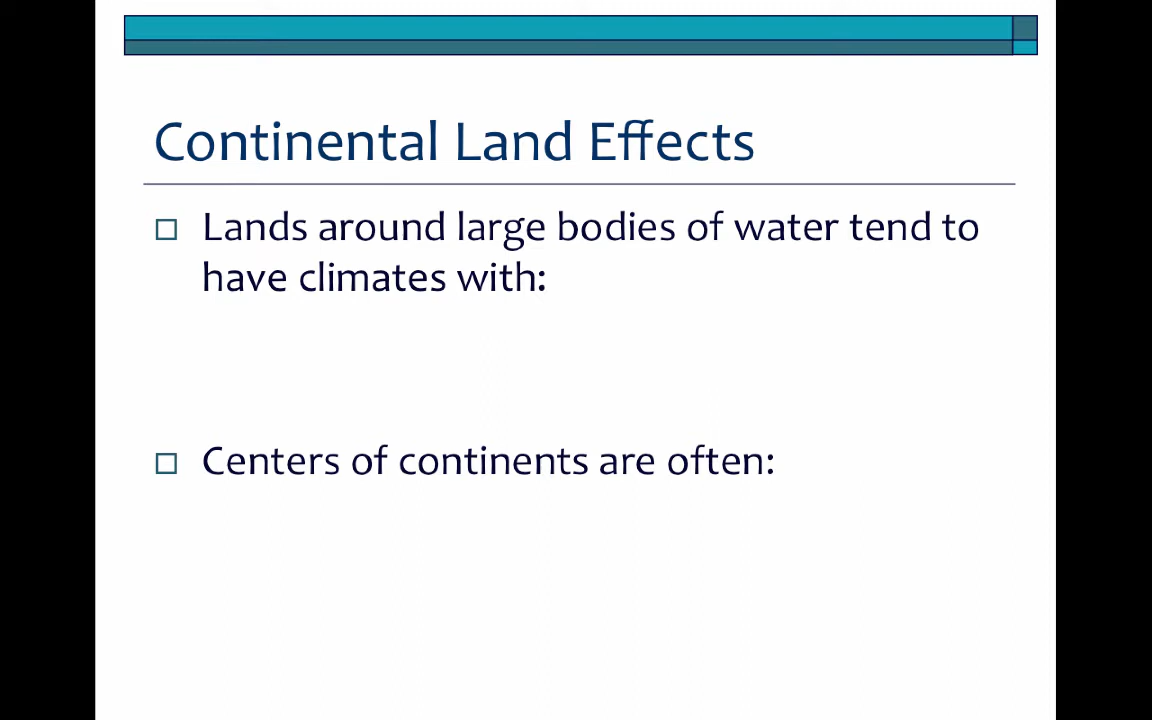 Continental Land Effects
Lands around large bodies of water tend to
have climates with:
Centers of continents are often: